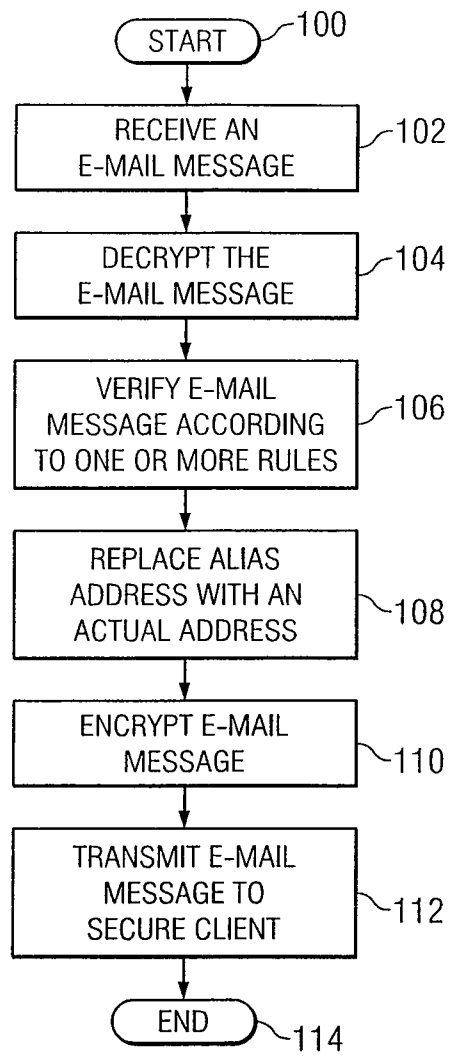 START
100
RECEIVE AN
E-MAIL MESSAGE
102
DECRYPT THE
E-MAIL MESSAGE
104
VERIFY E-MAIL
MESSAGE ACCORDING
TO ONE OR MORE RULES
106
REPLACE ALIAS
ADDRESS WITH AN
ACTUAL ADDRESS
108
ENCRYPT E-MAIL
MESSAGE
110
TRANSMIT E-MAIL
MESSAGE TO
SECURE CLIENT
112
END
114